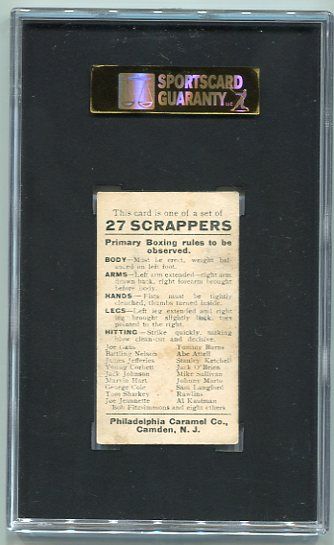 SPORTSCARD
GUARANTY LLC
This card is one of a set of
27 SCRAPPERS
Primary Boxing rules to be
observed.
BODY—Must be erect, weight bal-
anced on left foot.
ARMS—Left arm extended—right arm
down back, right forearm brought
before body.
HANDS—Fists must be tightly
cleached, thumbs turned inside.
LEGS—Left leg extended and right
leg brought slightly back, toes
pointed to the right.
HITTING—Strike quickly, making
blow clean-cut and decisive.
Joe Gans Tommy Burns
Battling Nelson Abe Attell
James Jefferies Stanley Ketchell
Young Corbett Jack O'Brien
Jack Johnson Mike Sullivan
Marvin Hart Johnny Marto
George Cole Sam Langford
Tom Sharkey Rawlins
Joe Jeannette Al Kaufman
Bob Fitzsimmons and eight others
Philadelphia Caramel Co.,
Camden, N. J.